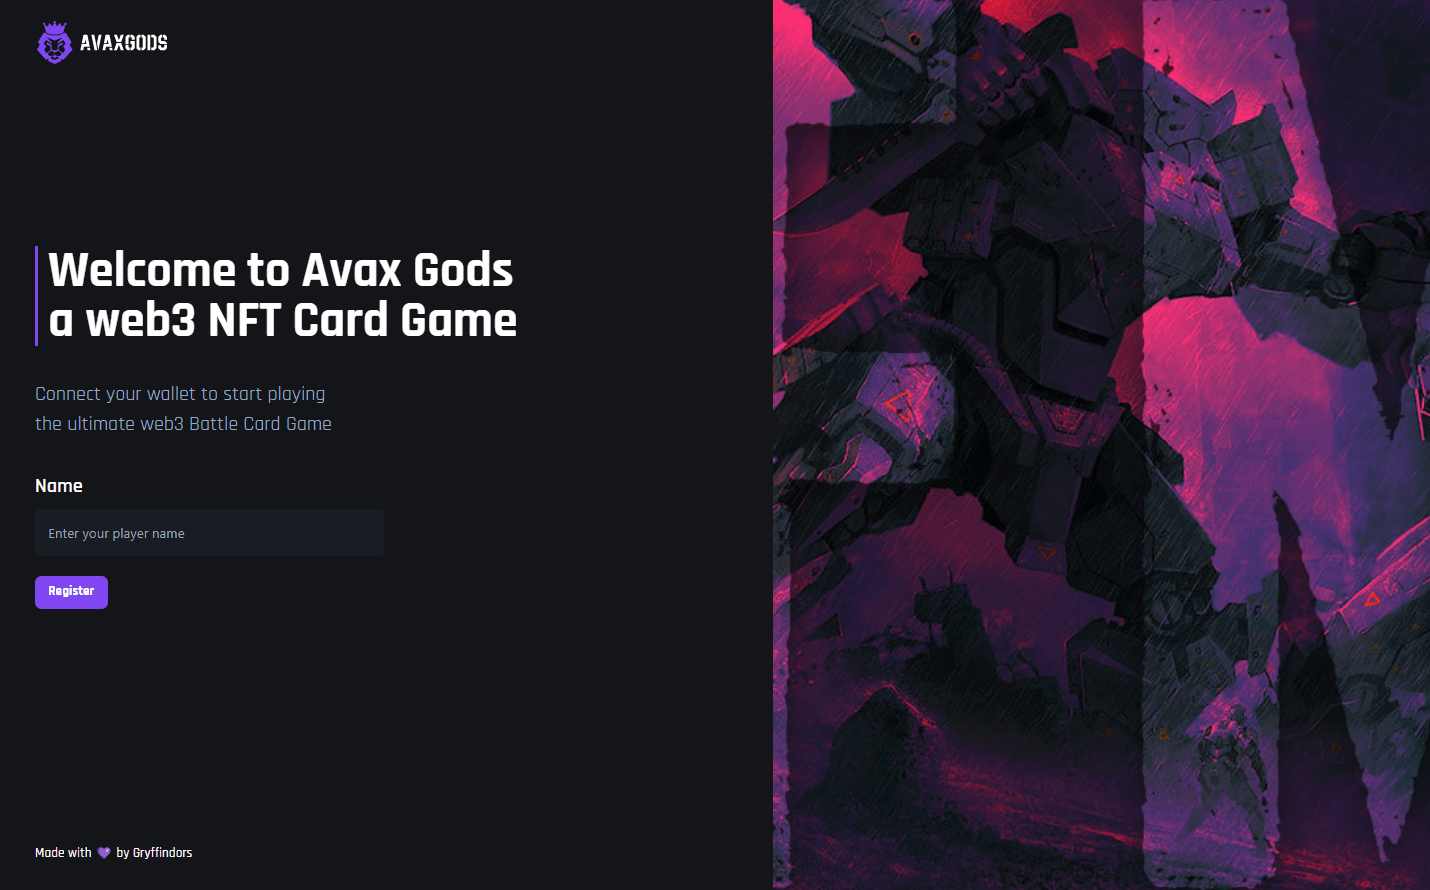 AVAXGODS
Welcome to Avax Gods
a web3 NFT Card Game
Connect your wallet to start playing
the ultimate web3 Battle Card Game
Name
Enter your player name
Register
Made with 💜 by Gryffindors